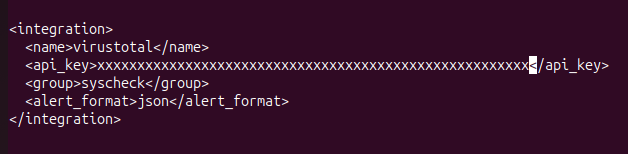 <integration>
<name>virustotal</name>
<api_key>xxxxxxxxxxxxxxxxxxxxxxxxxxxxxxxxxxxxxxxxxxxxxxxxxxxxxx</api_key>
<group>syscheck</group>
<alert_format>json</alert_format>
</integration>